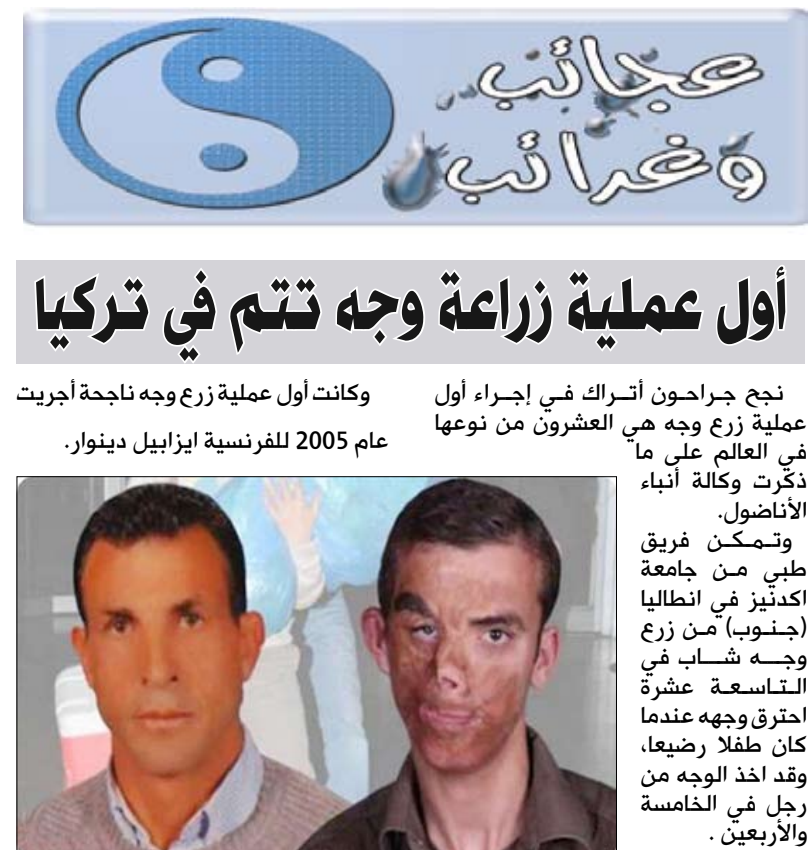 عجائب
وغرائب
أول عملية زراعة وجه تتم في تركيا
نجح جراحون أتراك في إجراء أول
عملية زرع وجه هي العشرون من نوعها
في العالم على ما
ذكرت وكالة أنباء
الأناضول.
وتمكن فريق
طبي من جامعة
اكدنيز في انطاليا
(جنوب) من زرع
وجه شاب في
التاسعة عشرة
احترق وجهه عندما
كان طفلا رضيعا،
وقد اخذ الوجه من
رجل في الخامسة
والأربعين .
وكانت أول عملية زرع وجه ناجحة أجريت
عام 2005 للفرنسية ايزابيل دينوار.